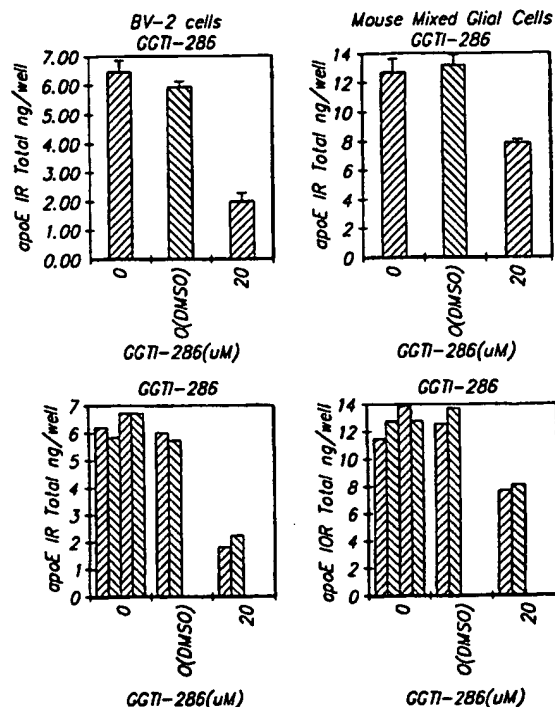 BV-2 cells
GGTI-286
apoE IR Total ng/well
7.00
6.00
5.00
4.00
3.00
2.00
1.00
0.00
0
O(DMSO)
20
GGTI-286(uM)
Mouse Mixed Glial Cells
GGTI-286
apoE IR Total ng/well
14
12
10
8
6
4
2
0
0
O(DMSO)
20
GGTI-286(uM)
GGTI-286
apoE IR Total ng/well
7
6
5
4
3
2
1
0
0
O(DMSO)
20
GGTI-286(uM)
GGTI-286
apoE IOR Total ng/well
14
12
10
8
6
4
2
0
0
O(DMSO)
20
GGTI-286(uM)